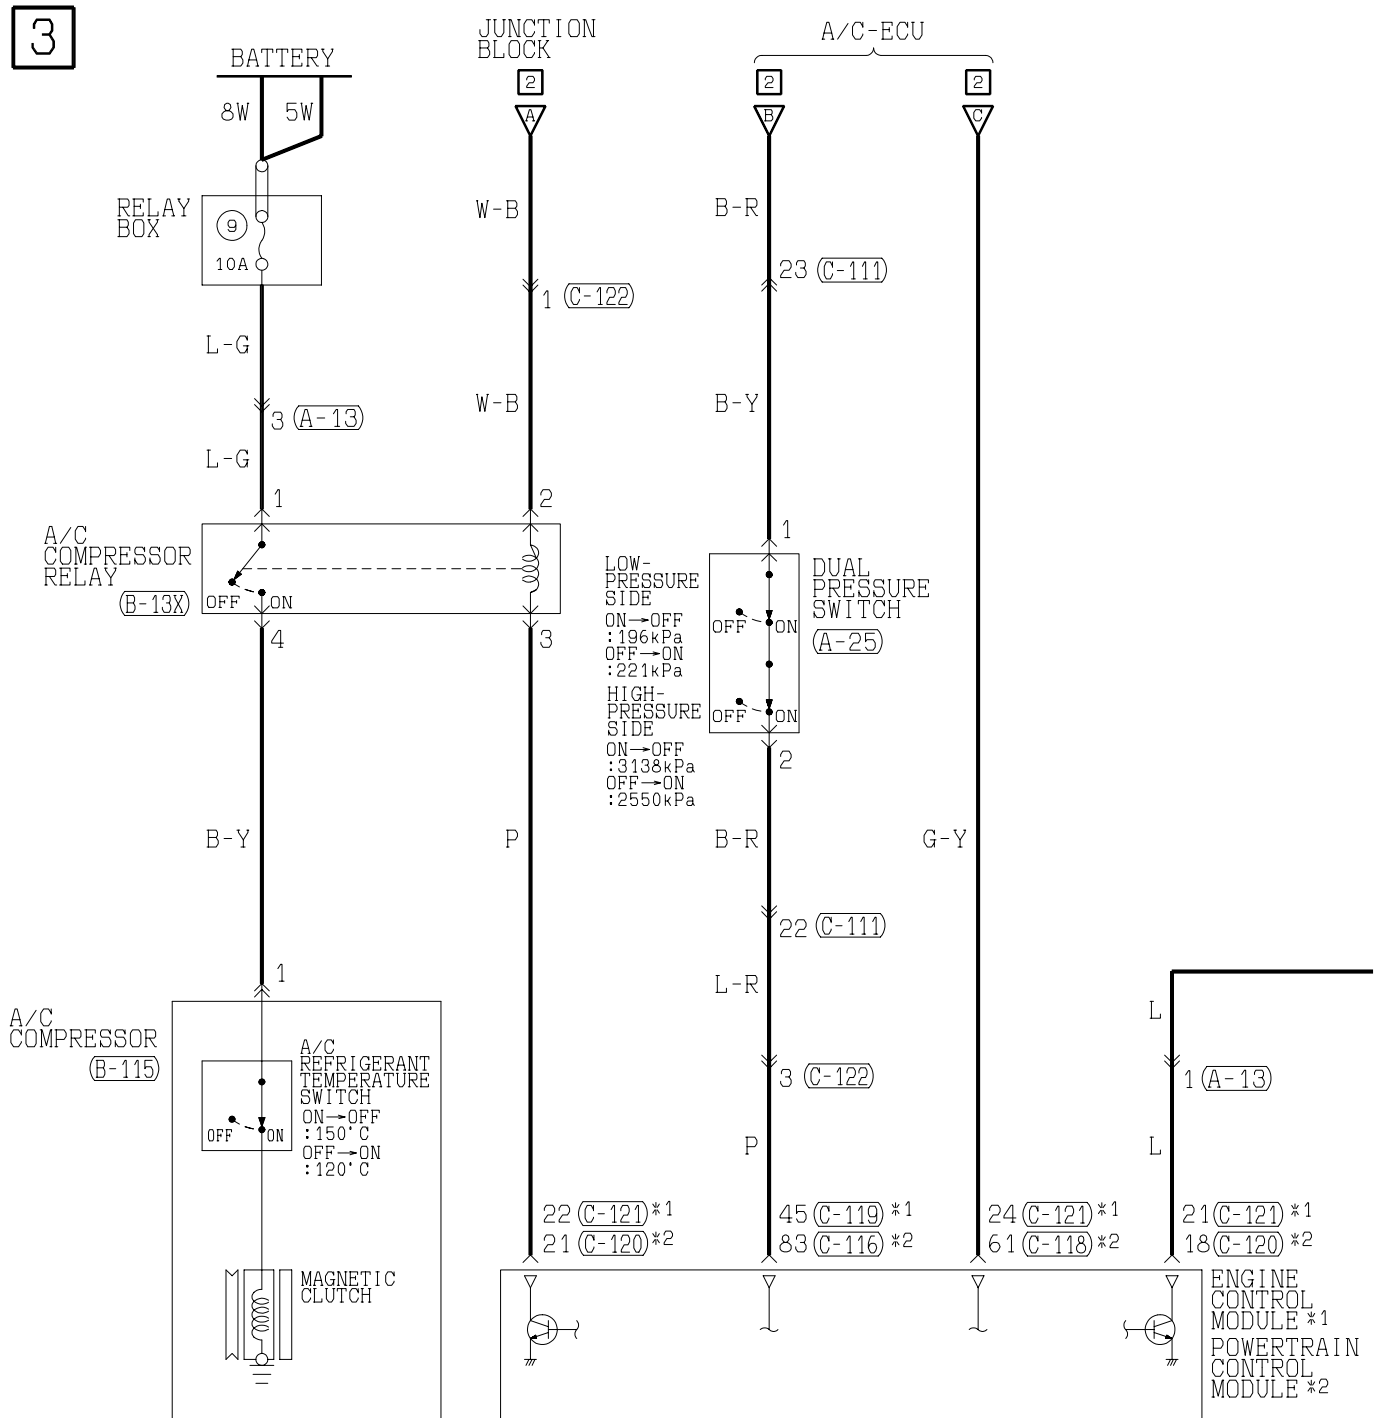 3
BATTERY
8W
5W
JUNCTION
BLOCK
2
A
A/C-ECU
2
B
2
C
RELAY
BOX
9
10A
L-G
3 (A-13)
L-G
1
W-B
1 (C-122)
W-B
2
B-R
23 (C-111)
B-Y
1
A/C
COMPRESSOR
RELAY
(B-13X)
OFF
ON
4
3
LOW-
PRESSURE
SIDE
ON→OFF
:196kPa
OFF→ON
:221kPa
HIGH-
PRESSURE
SIDE
ON→OFF
:3138kPa
OFF→ON
:2550kPa
OFF
ON
OFF
ON
DUAL
PRESSURE
SWITCH
(A-25)
2
B-Y
P
B-R
G-Y
22 (C-111)
L-R
3 (C-122)
P
1
A/C
COMPRESSOR
(B-115)
A/C
REFRIGERANT
TEMPERATURE
SWITCH
ON→OFF
:150°C
OFF→ON
:120°C
OFF
ON
MAGNETIC
CLUTCH
L
1 (A-13)
L
22 (C-121)*1
21 (C-120)*2
45 (C-119)*1
83 (C-116)*2
24 (C-121)*1
61 (C-118)*2
21 (C-121)*1
18 (C-120)*2
ENGINE
CONTROL
MODULE *1
POWERTRAIN
CONTROL
MODULE *2